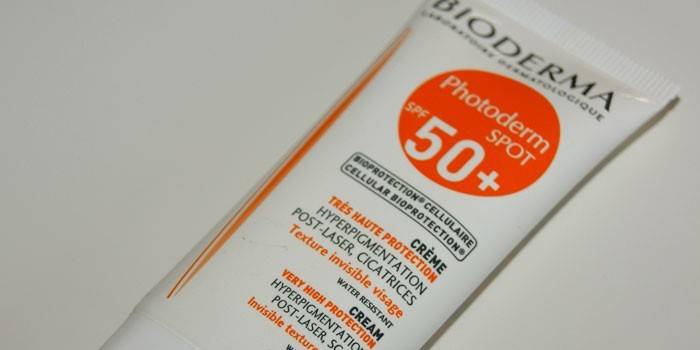 BIODERMA
LABORATOIRE DERMATOLOGIQUE
Photoderm
SPOT
SPF
50+
BIOPROTECTION® CELLULAIRE
CELLULAR BIOPROTECTION®
CRÈME
TRÈS HAUTE PROTECTION
HYPERPIGMENTATION
POST-LASER, CICATRICES
Texture invisible visage
WATER RESISTANT
CREAM
VERY HIGH PROTECTION
HYPERPIGMENTATION
POST-LASER,
Invisible texture